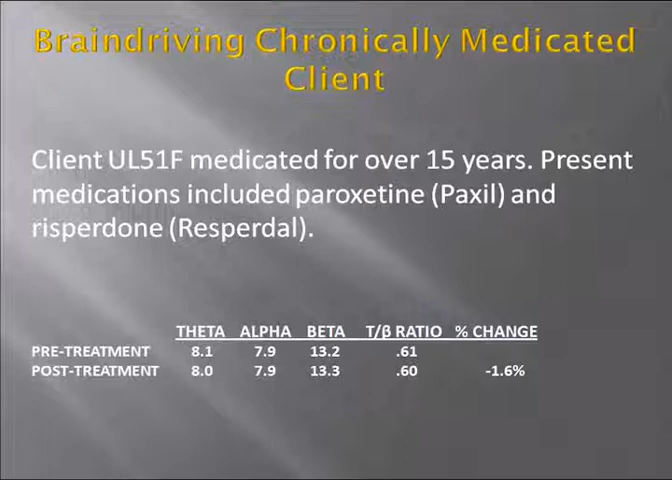 Braindriving Chronically Medicated
Client
Client UL51F medicated for over 15 years. Present
medications included paroxetine (Paxil) and
risperdone (Resperdal).
THETA ALPHA BETA T/β RATIO % CHANGE
PRE-TREATMENT 8.1 7.9 13.2 .61
POST-TREATMENT 8.0 7.9 13.3 .60 -1.6%